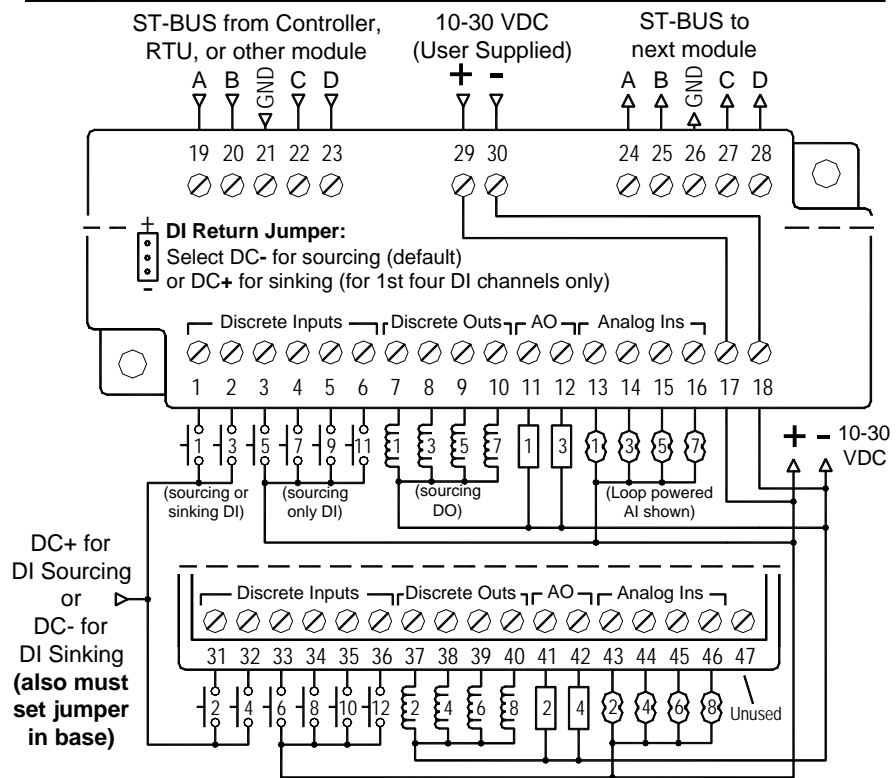 ST-BUS from Controller,
RTU, or other module
10-30 VDC
(User Supplied)
ST-BUS to
next module
A B GND C D
+ -
A B GND C D
19 20 21 22 23
29 30
24 25 26 27 28
+
-
DI Return Jumper:
Select DC- for sourcing (default)
or DC+ for sinking (for 1st four DI channels only)
Discrete Inputs Discrete Outs AO Analog Ins
1 2 3 4 5 6 7 8 9 10 11 12 13 14 15 16 17 18
1 3 5 7 9 11 1 3 5 7 1 3 1 3 5 7
+ - 10-30
VDC
(sourcing or
sinking DI)
(sourcing
only DI)
(sourcing
DO)
(Loop powered
AI shown)
DC+ for
DI Sourcing
or
DC- for
DI Sinking
(also must
set jumper
in base)
Discrete Inputs Discrete Outs AO Analog Ins
31 32 33 34 35 36 37 38 39 40 41 42 43 44 45 46 47
2 4 6 8 10 12 2 4 6 8 2 4 2 4 6 8
Unused